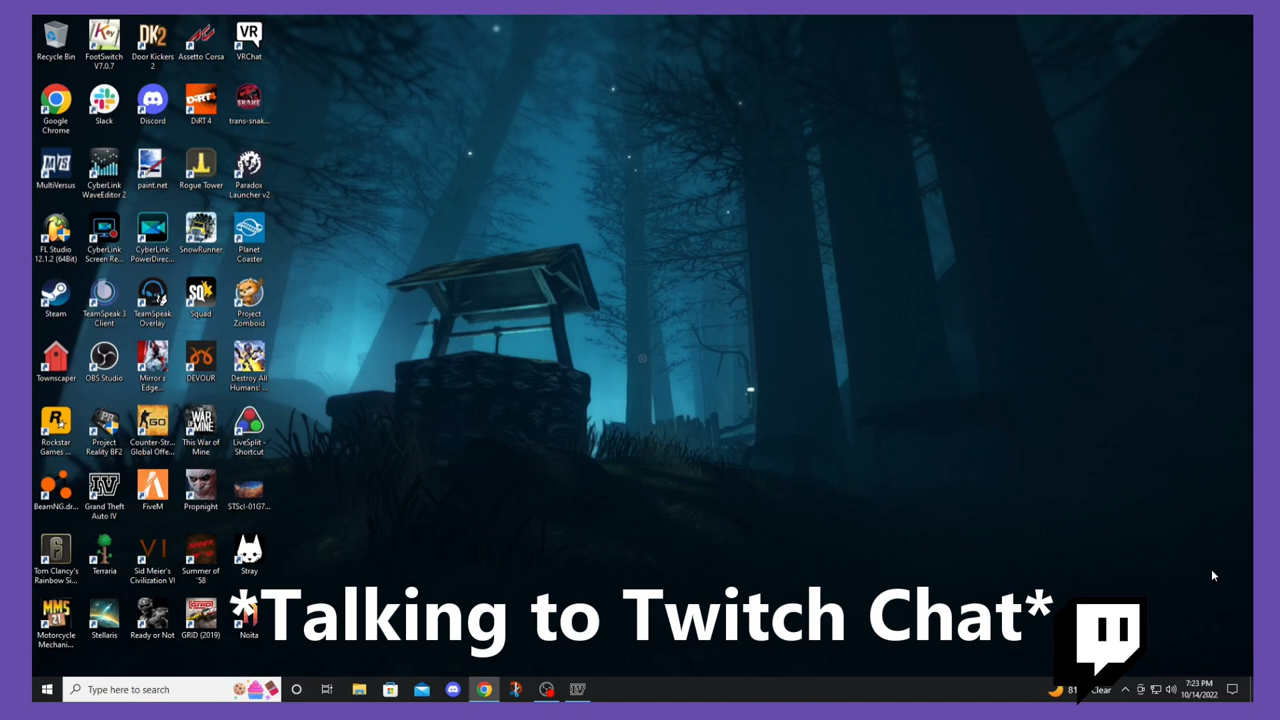 Recycle Bin
FootSwitch V7.0.7
Door Kickers 2
Assetto Corsa
VRChat
Google Chrome
Slack
Discord
DiRT 4
trans-snak...
MultiVersus
CyberLink WaveEditor 2
paint.net
Rogue Tower
Paradox Launcher v2
FL Studio 12.1.2 (64Bit)
CyberLink Screen Re...
CyberLink PowerDirec...
SnowRunner
Planet Coaster
Steam
TeamSpeak 3 Client
TeamSpeak Overlay
Squad
Project Zomboid
Townscaper
OBS Studio
Mirror's Edge...
DEVOUR
Destroy All Humans! ...
Rockstar Games ...
Project Reality BF2
Counter-Str... Global Offe...
This War of Mine
LiveSplit - Shortcut
BeamNG.dr...
Grand Theft Auto IV
FiveM
Propnight
STScI-01G7...
Tom Clancy's Rainbow Si...
Terraria
Sid Meier's Civilization VI
Summer of '58
Stray
Motorcycle Mechani...
Stellaris
Ready or Not
GRID (2019)
Noita
*Talking to Twitch Chat*
Type here to search
Clear
7:23 PM
10/14/2022